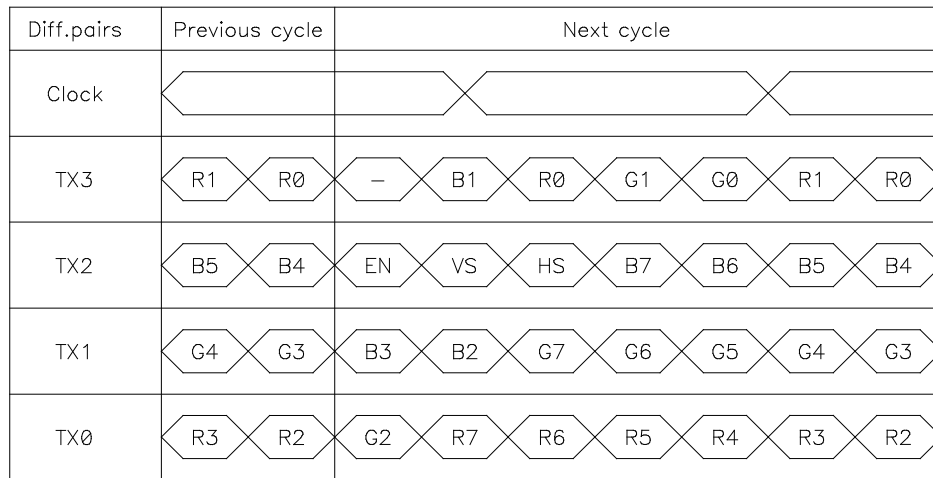 Diff.pairs Previous cycle Next cycle
Clock
TX3 R1 R0 – B1 R0 G1 G0 R1 R0
TX2 B5 B4 EN VS HS B7 B6 B5 B4
TX1 G4 G3 B3 B2 G7 G6 G5 G4 G3
TX0 R3 R2 G2 R7 R6 R5 R4 R3 R2